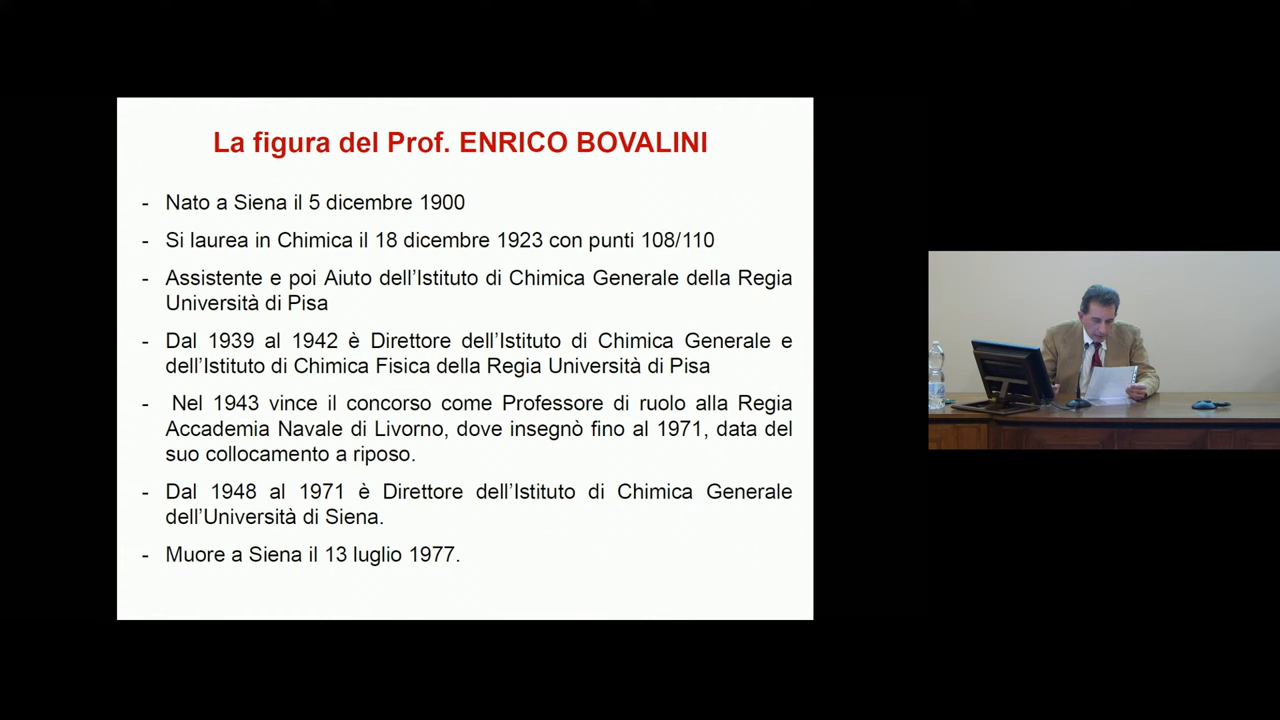 La figura del Prof. ENRICO BOVALINI
- Nato a Siena il 5 dicembre 1900
- Si laurea in Chimica il 18 dicembre 1923 con punti 108/110
- Assistente e poi Aiuto dell’Istituto di Chimica Generale della Regia
Università di Pisa
- Dal 1939 al 1942 è Direttore dell’Istituto di Chimica Generale e
dell’Istituto di Chimica Fisica della Regia Università di Pisa
- Nel 1943 vince il concorso come Professore di ruolo alla Regia
Accademia Navale di Livorno, dove insegnò fino al 1971, data del
suo collocamento a riposo.
- Dal 1948 al 1971 è Direttore dell’Istituto di Chimica Generale
dell’Università di Siena.
- Muore a Siena il 13 luglio 1977.